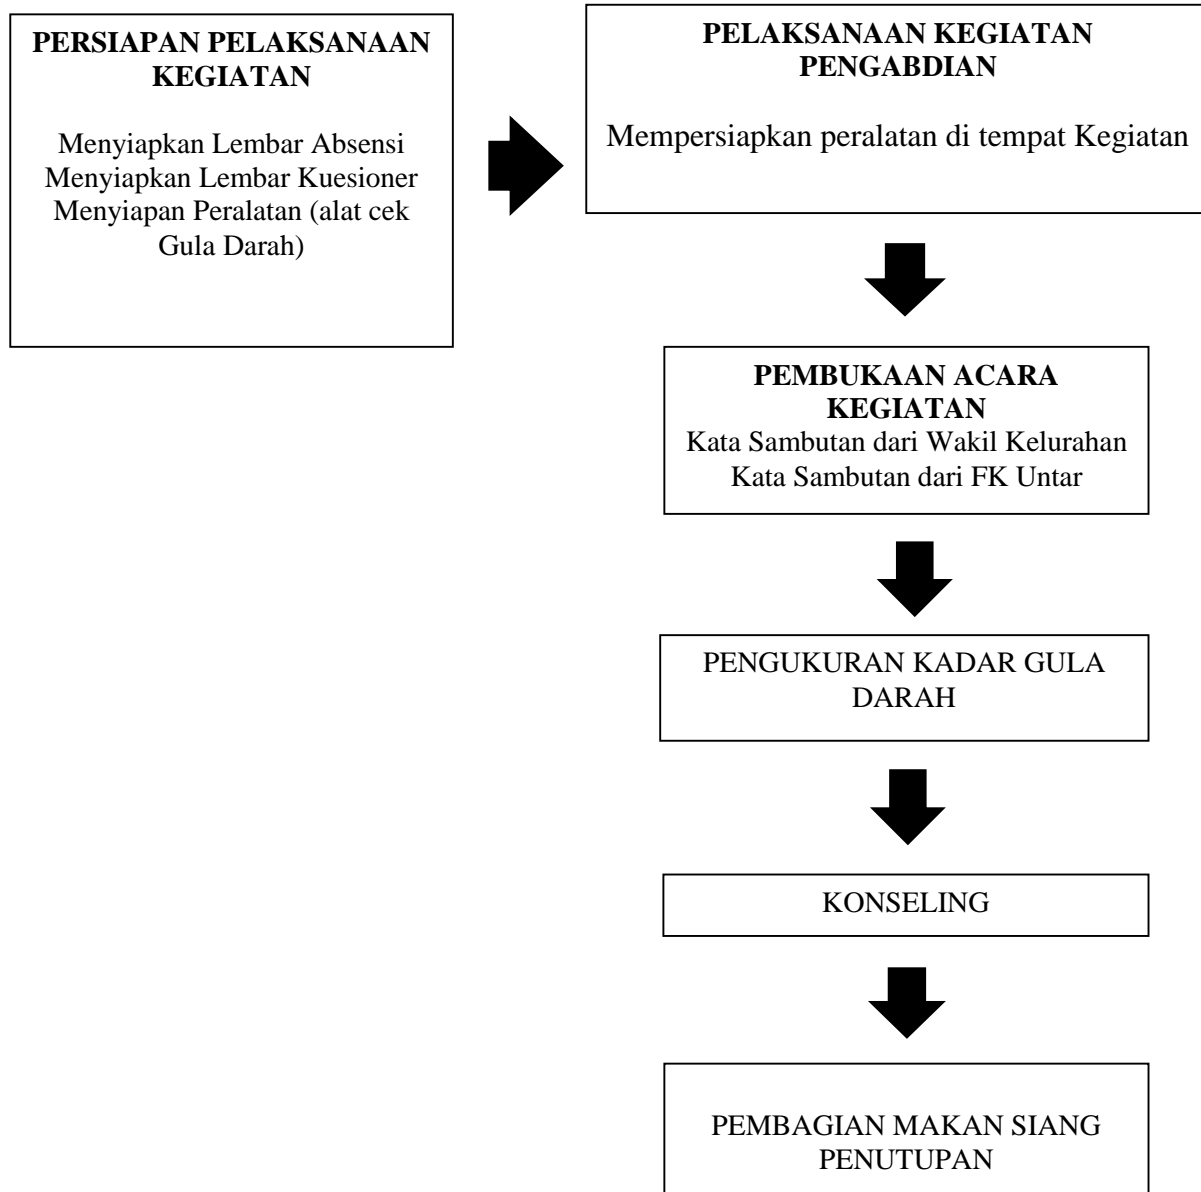 PERSIAPAN PELAKSANAAN
KEGIATAN
Menyiapkan Lembar Absensi
Menyiapkan Lembar Kuesioner
Menyiapan Peralatan (alat cek
Gula Darah)
PELAKSANAAN KEGIATAN
PENGABDIAN
Mempersiapkan peralatan di tempat Kegiatan
PEMBUKAAN ACARA
KEGIATAN
Kata Sambutan dari Wakil Kelurahan
Kata Sambutan dari FK Untar
PENGUKURAN KADAR GULA
DARAH
KONSELING
PEMBAGIAN MAKAN SIANG
PENUTUPAN